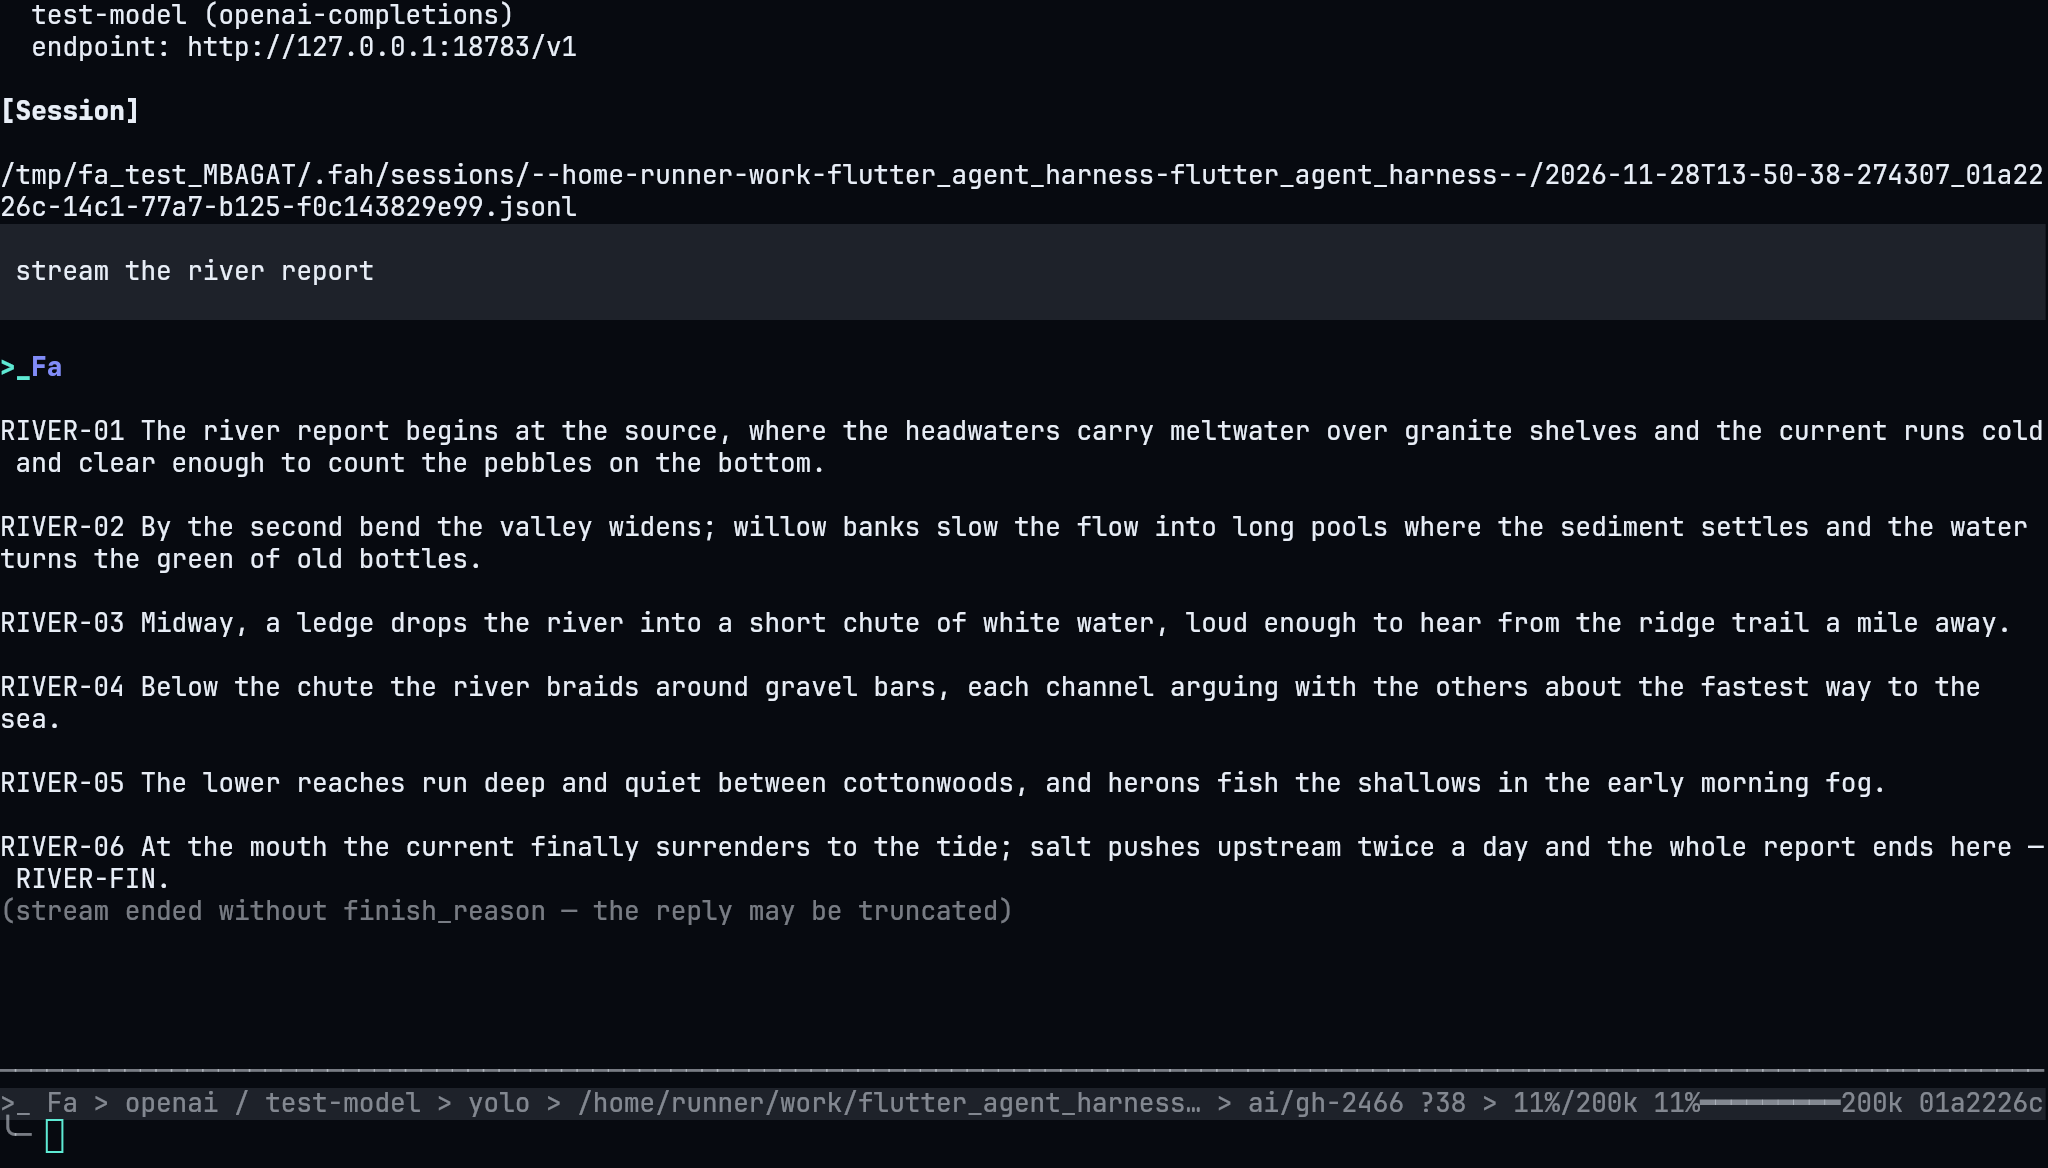 test-model (openai-completions)
endpoint: http://127.0.0.1:18783/v1
[Session]
/tmp/fa_test_MBAGAT/.fah/sessions/--home-runner-work-flutter_agent_harness-flutter_agent_harness--/2026-11-28T13-50-38-274307_01a22
26c-14c1-77a7-b125-f0c143829e99.jsonl
stream the river report
>_Fa
RIVER-01 The river report begins at the source, where the headwaters carry meltwater over granite shelves and the current runs cold
and clear enough to count the pebbles on the bottom.
RIVER-02 By the second bend the valley widens; willow banks slow the flow into long pools where the sediment settles and the water
turns the green of old bottles.
RIVER-03 Midway, a ledge drops the river into a short chute of white water, loud enough to hear from the ridge trail a mile away.
RIVER-04 Below the chute the river braids around gravel bars, each channel arguing with the others about the fastest way to the
sea.
RIVER-05 The lower reaches run deep and quiet between cottonwoods, and herons fish the shallows in the early morning fog.
RIVER-06 At the mouth the current finally surrenders to the tide; salt pushes upstream twice a day and the whole report ends here —
RIVER-FIN.
(stream ended without finish_reason — the reply may be truncated)
>_ Fa > openai / test-model > yolo > /home/runner/work/flutter_agent_harness… > ai/gh-2466 ?38 > 11%/200k 11%━━━━━━━━━200k 01a2226c